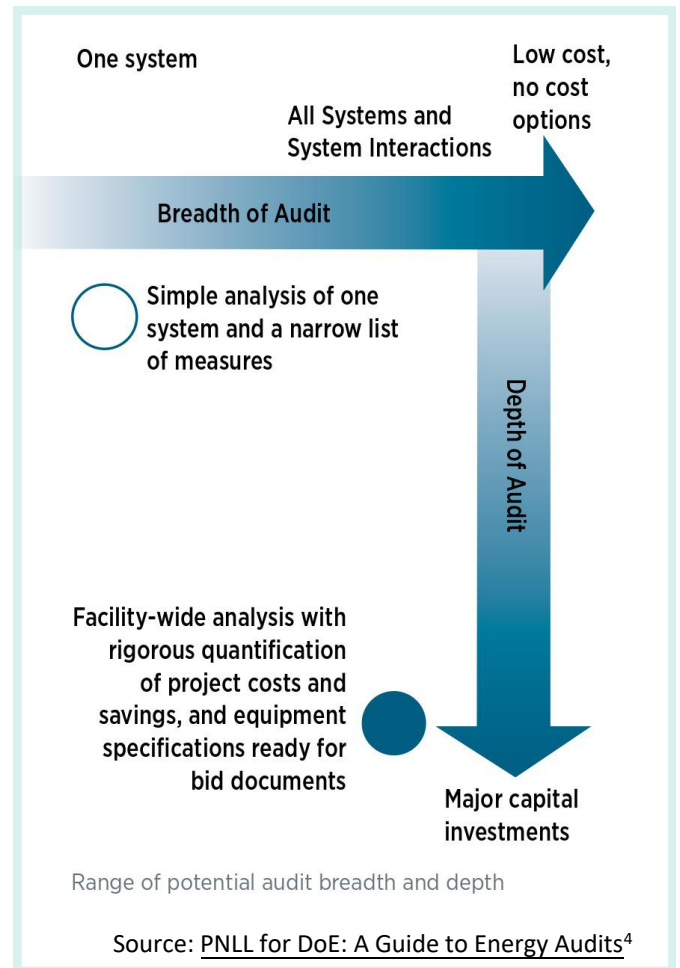 One system
Low cost,
no cost
options
All Systems and
System Interactions
Breadth of Audit
Simple analysis of one
system and a narrow list
of measures
Depth of Audit
Facility-wide analysis with
rigorous quantification
of project costs and
savings, and equipment
specifications ready for
bid documents
Major capital
investments
Range of potential audit breadth and depth
Source: PNLL for DoE: A Guide to Energy Audits⁴